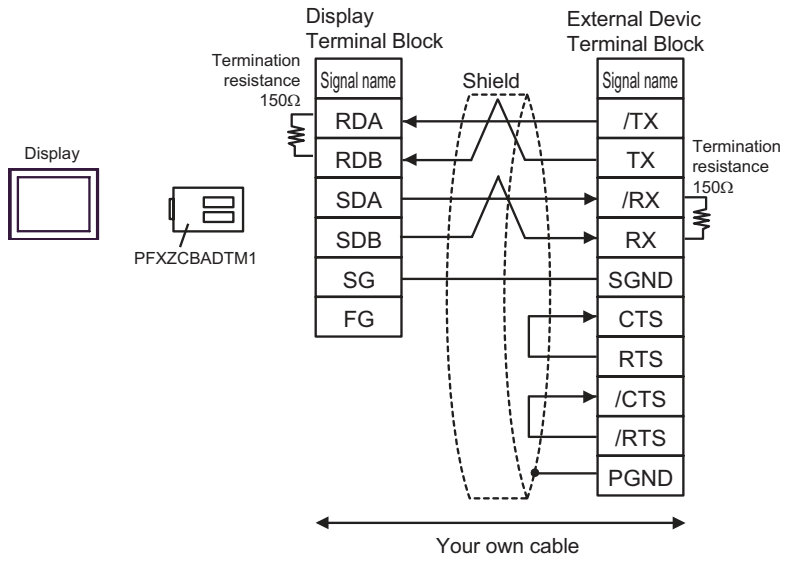 Display
Terminal Block
External Devic
Terminal Block
Termination
resistance
150Ω
Signal name
Shield
Signal name
RDA
/TX
RDB
TX
Termination
resistance
150Ω
Display
SDA
/RX
SDB
RX
PFXZCBADTM1
SG
SGND
FG
CTS
RTS
/CTS
/RTS
PGND
Your own cable